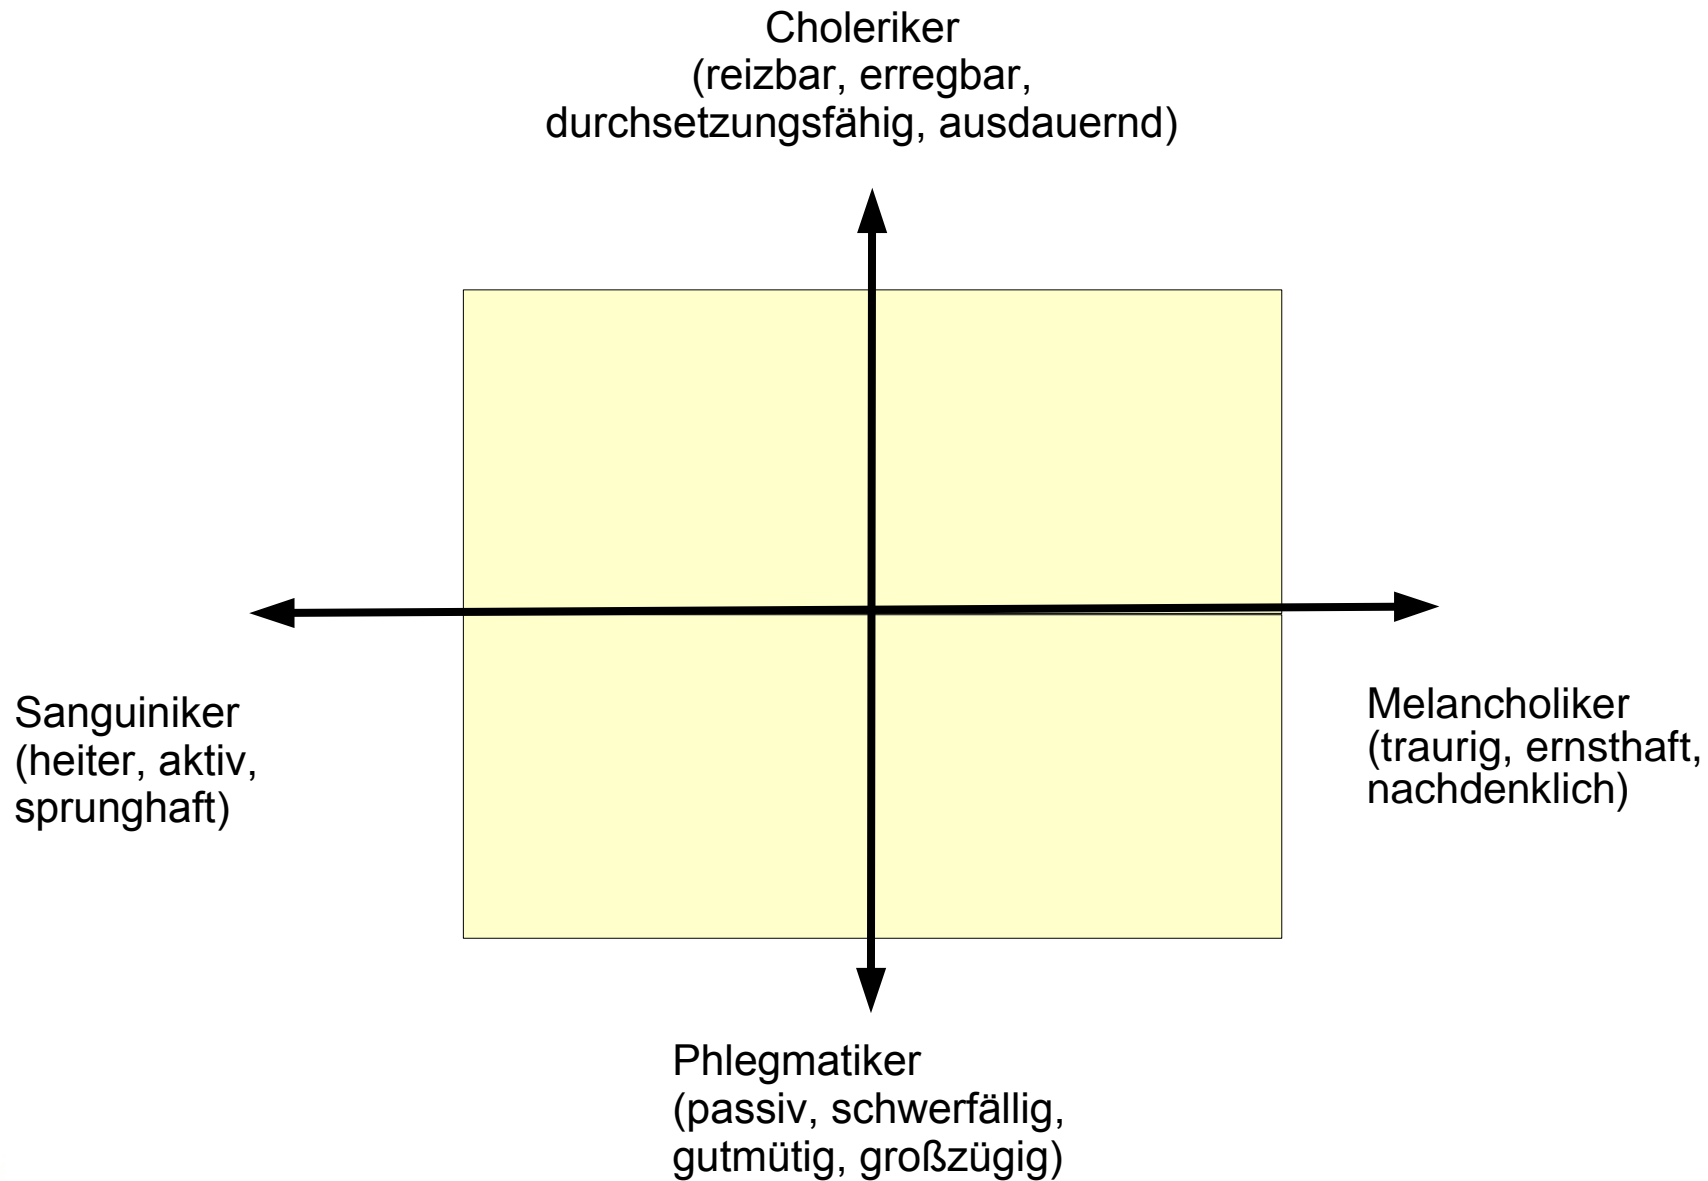 Choleriker
(reizbar, erregbar,
durchsetzungsfähig, ausdauernd)
Sanguiniker
(heiter, aktiv,
sprunghaft)
Melancholiker
(traurig, ernsthaft,
nachdenklich)
Phlegmatiker
(passiv, schwerfällig,
gutmütig, großzügig)